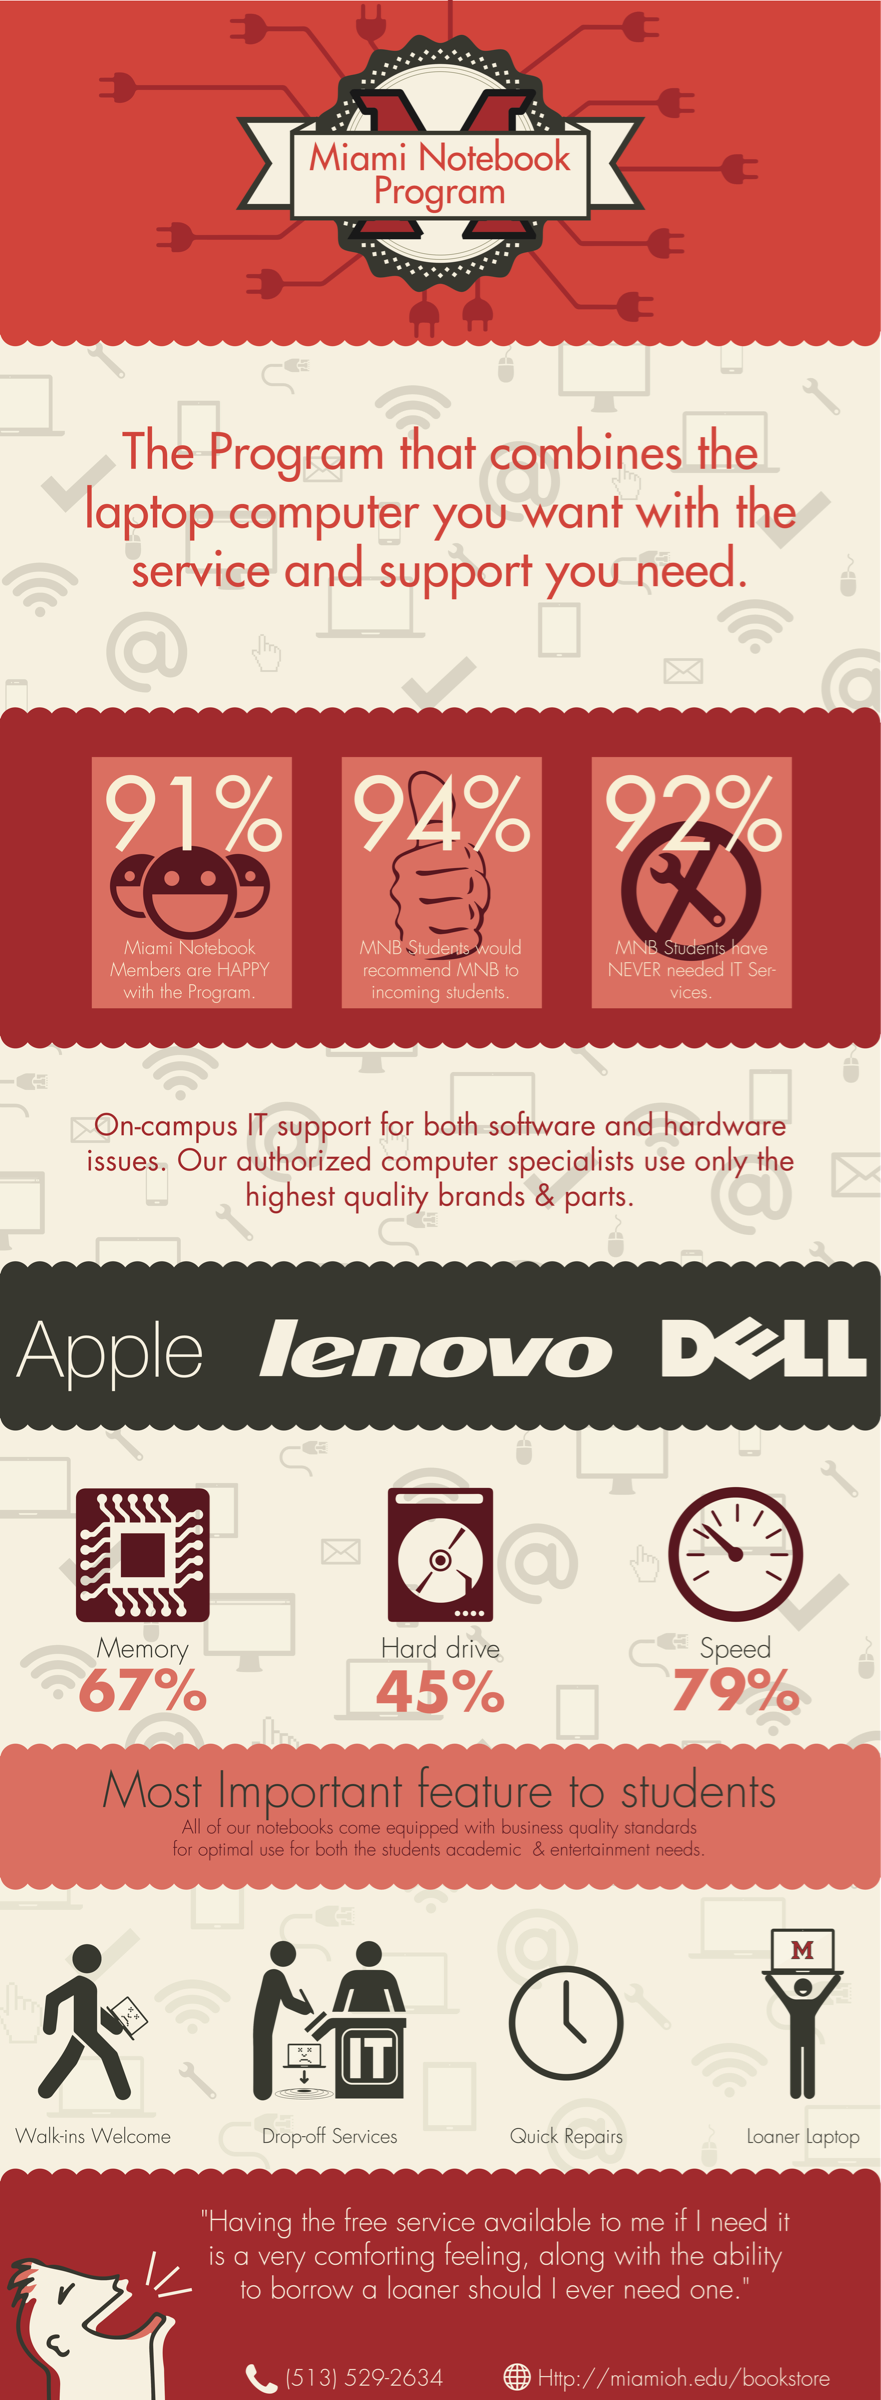 Miami Notebook
Program
The Program that combines the
laptop computer you want with the
service and support you need.
91%
Miami Notebook
Members are HAPPY
with the Program.
94%
MNB Students would
recommend MNB to
incoming students.
92%
MNB Students have
NEVER needed IT Ser-
vices.
On-campus IT support for both software and hardware
issues. Our authorized computer specialists use only the
highest quality brands & parts.
Apple lenovo DELL
Memory
67%
Hard drive
45%
Speed
79%
Most Important feature to students
All of our notebooks come equipped with business quality standards
for optimal use for both the students academic & entertainment needs.
IT
M
Walk-ins Welcome
Drop-off Services
Quick Repairs
Loaner Laptop
"Having the free service available to me if I need it
is a very comforting feeling, along with the ability
to borrow a loaner should I ever need one."
(513) 529-2634
Http://miamioh.edu/bookstore